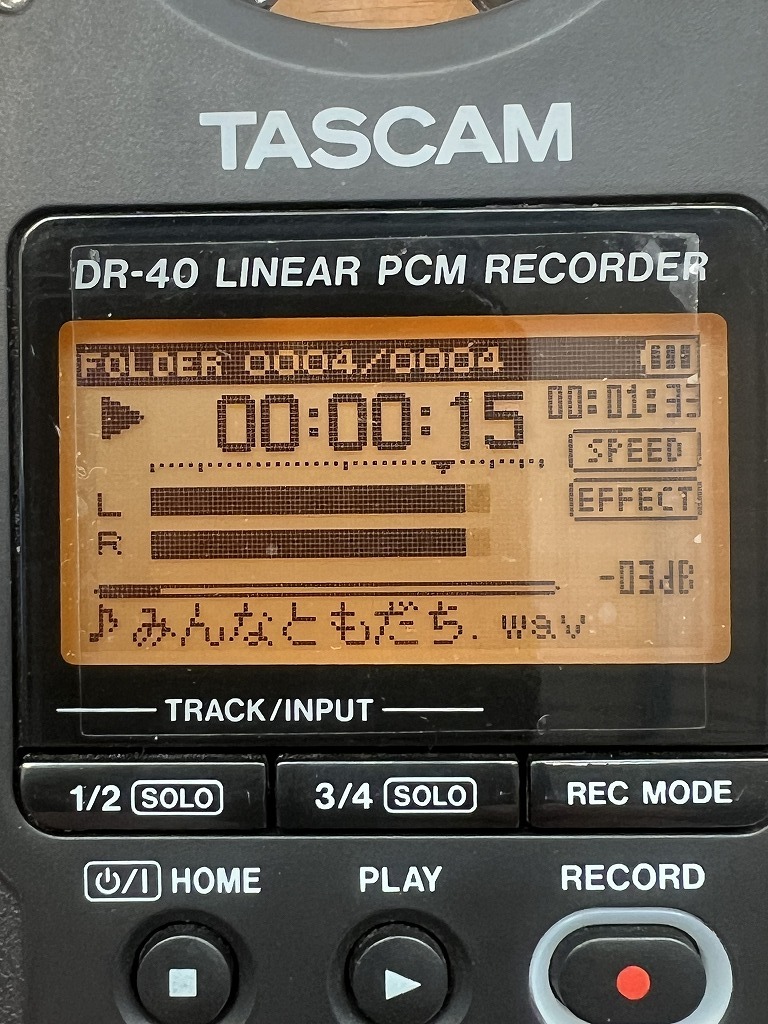 TASCAM
DR-40 LINEAR PCM RECORDER
FOLDER 0004/0004
00:00:15 00:01:33
SPEED
L
EFFECT
R
-03dB
♪ みんなともだち.wav
TRACK/INPUT
1/2 SOLO 3/4 SOLO REC MODE
⏻/I HOME PLAY RECORD